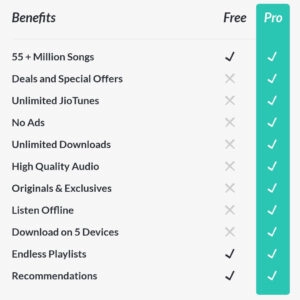 Benefits Free Pro
55 + Million Songs ✓ ✓
Deals and Special Offers ✕ ✓
Unlimited JioTunes ✕ ✓
No Ads ✕ ✓
Unlimited Downloads ✕ ✓
High Quality Audio ✕ ✓
Originals & Exclusives ✕ ✓
Listen Offline ✕ ✓
Download on 5 Devices ✕ ✓
Endless Playlists ✓ ✓
Recommendations ✓ ✓